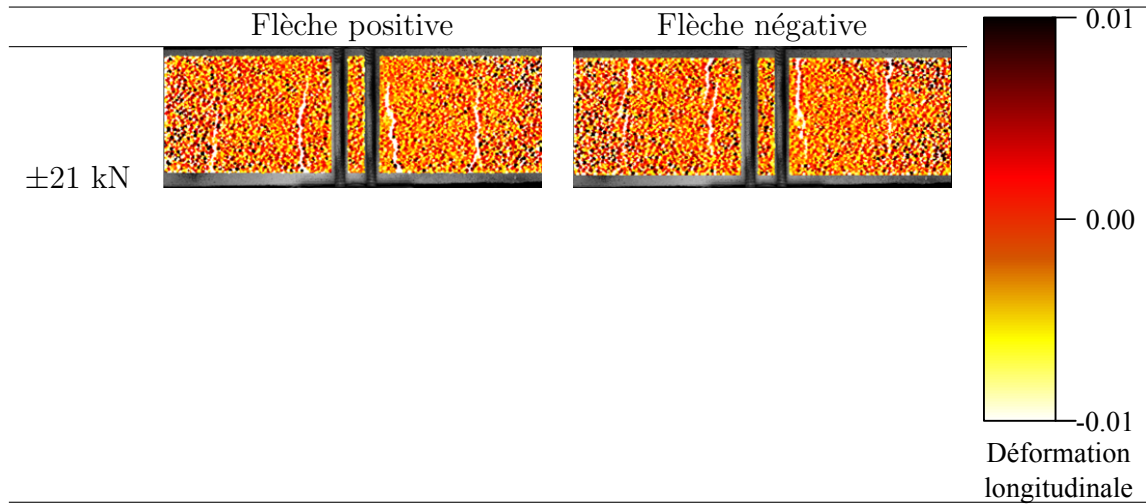 Flèche positive
Flèche négative
±21 kN
0.01
0.00
-0.01
Déformation
longitudinale